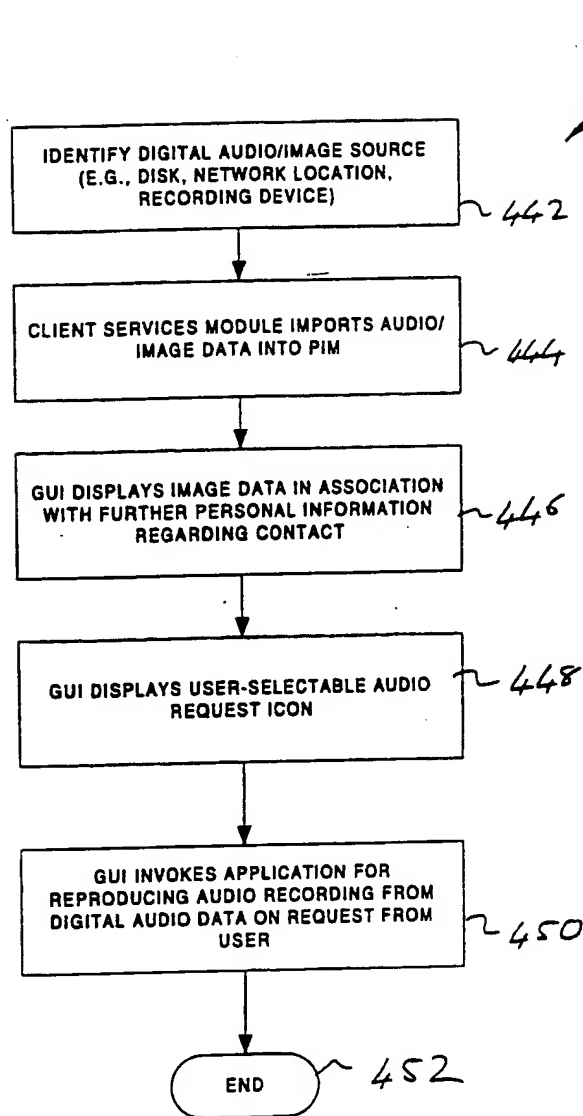 IDENTIFY DIGITAL AUDIO/IMAGE SOURCE
(E.G., DISK, NETWORK LOCATION,
RECORDING DEVICE)
442
CLIENT SERVICES MODULE IMPORTS AUDIO/
IMAGE DATA INTO PIM
444
GUI DISPLAYS IMAGE DATA IN ASSOCIATION
WITH FURTHER PERSONAL INFORMATION
REGARDING CONTACT
446
GUI DISPLAYS USER-SELECTABLE AUDIO
REQUEST ICON
448
GUI INVOKES APPLICATION FOR
REPRODUCING AUDIO RECORDING FROM
DIGITAL AUDIO DATA ON REQUEST FROM
USER
450
END
452